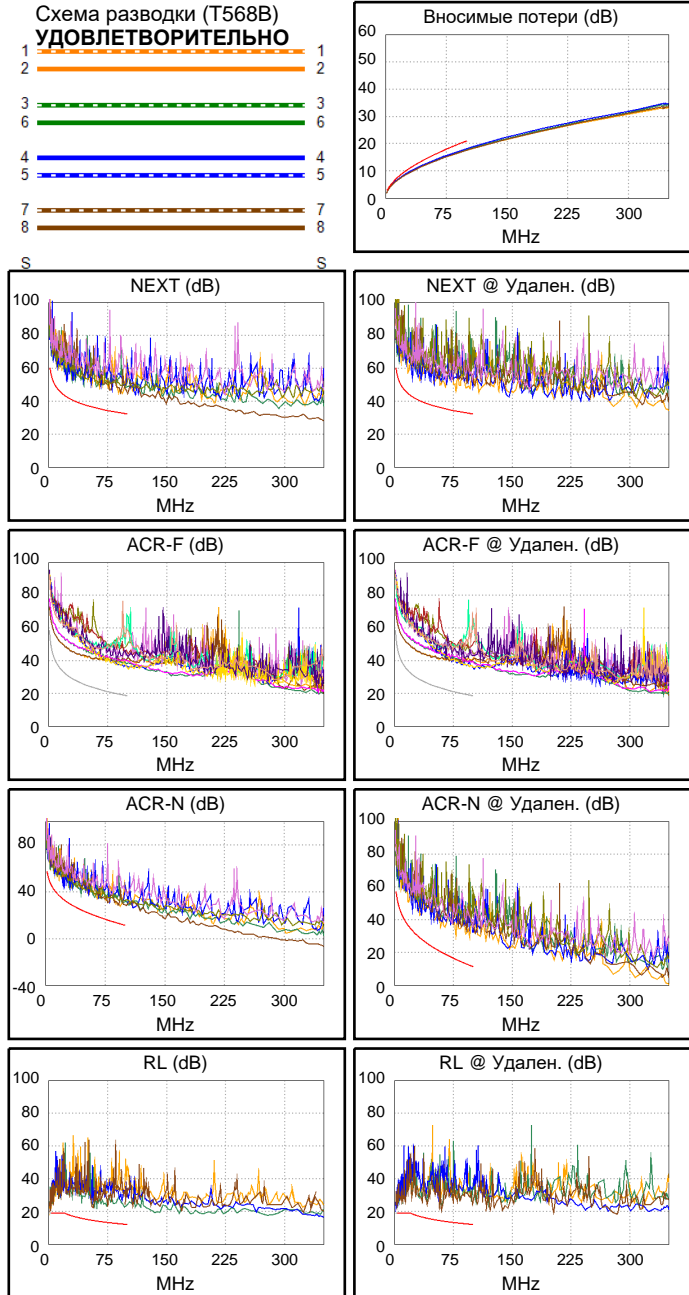 Схема разводки (T568B)
УДОВЛЕТВОРИТЕЛЬНО
1 1
2 2
3 3
6 6
4 4
5 5
7 7
8 8
S S
Вносимые потери (dB)
60
50
40
30
20
10
0
0 75 150 225 300
MHz
NEXT (dB)
100
80
60
40
20
0
0 75 150 225 300
MHz
NEXT @ Удален. (dB)
100
80
60
40
20
0
0 75 150 225 300
MHz
ACR-F (dB)
100
80
60
40
20
0
0 75 150 225 300
MHz
ACR-F @ Удален. (dB)
100
80
60
40
20
0
0 75 150 225 300
MHz
ACR-N (dB)
80
40
0
-40
0 75 150 225 300
MHz
ACR-N @ Удален. (dB)
100
80
60
40
20
0
0 75 150 225 300
MHz
RL (dB)
100
80
60
40
20
0
0 75 150 225 300
MHz
RL @ Удален. (dB)
100
80
60
40
20
0
0 75 150 225 300
MHz